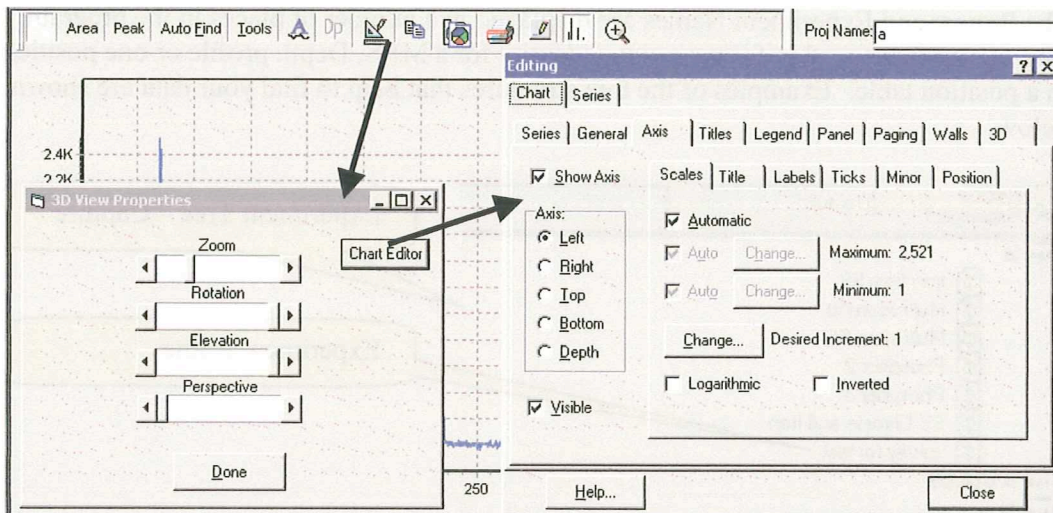 Area Peak Auto Find Tools A Dp
Proj Name: a
2.4K
2.2K
250
3D View Properties
Zoom
Chart Editor
Rotation
Elevation
Perspective
Done
Editing
Chart Series
Series General Axis Titles Legend Panel Paging Walls 3D
Show Axis
Scales Title Labels Ticks Minor Position
Axis:
Left
Right
Top
Bottom
Depth
Visible
Automatic
Auto Change... Maximum: 2,521
Auto Change... Minimum: 1
Change... Desired Increment: 1
Logarithmic Inverted
Help... Close